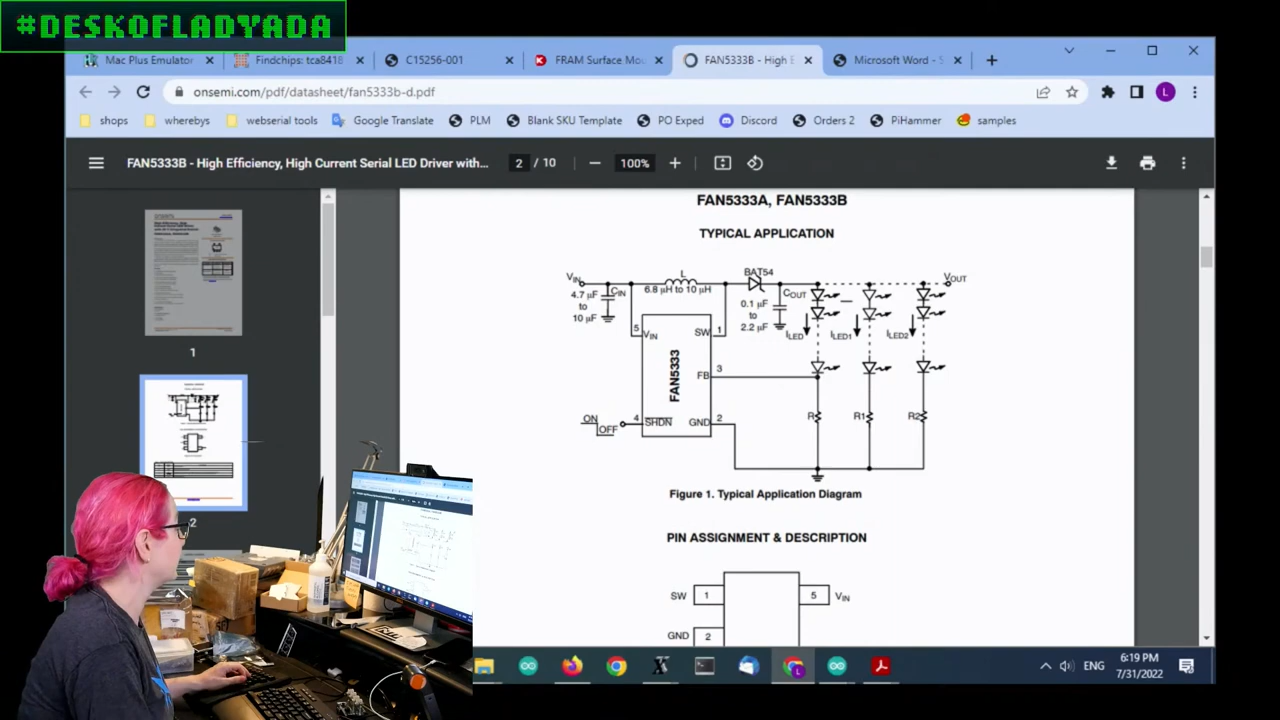 #DESKOFLADYADA
Mac Plus Emulator
Findchips: tca8418
C15256-001
FRAM Surface Mou
FAN5333B - High E
Microsoft Word - S
onsemi.com/pdf/datasheet/fan5333b-d.pdf
L
shops
wherebys
webserial tools
Google Translate
PLM
Blank SKU Template
PO Exped
Discord
Orders 2
PiHammer
samples
FAN5333B - High Efficiency, High Current Serial LED Driver with...
2 / 10
100%
1
2
FAN5333A, FAN5333B
TYPICAL APPLICATION
VIN
CIN
4.7 µF
to
10 µF
L
6.8 µH to 10 µH
BAT54
COUT
0.1 µF
to
2.2 µF
VOUT
ILED
ILED1
ILED2
5
VIN
SW
1
FAN5333
FB
3
ON
OFF
4
SHDN
GND
2
R
R1
R2
Figure 1. Typical Application Diagram
PIN ASSIGNMENT & DESCRIPTION
SW
1
5
VIN
GND
2
ENG
6:19 PM
7/31/2022